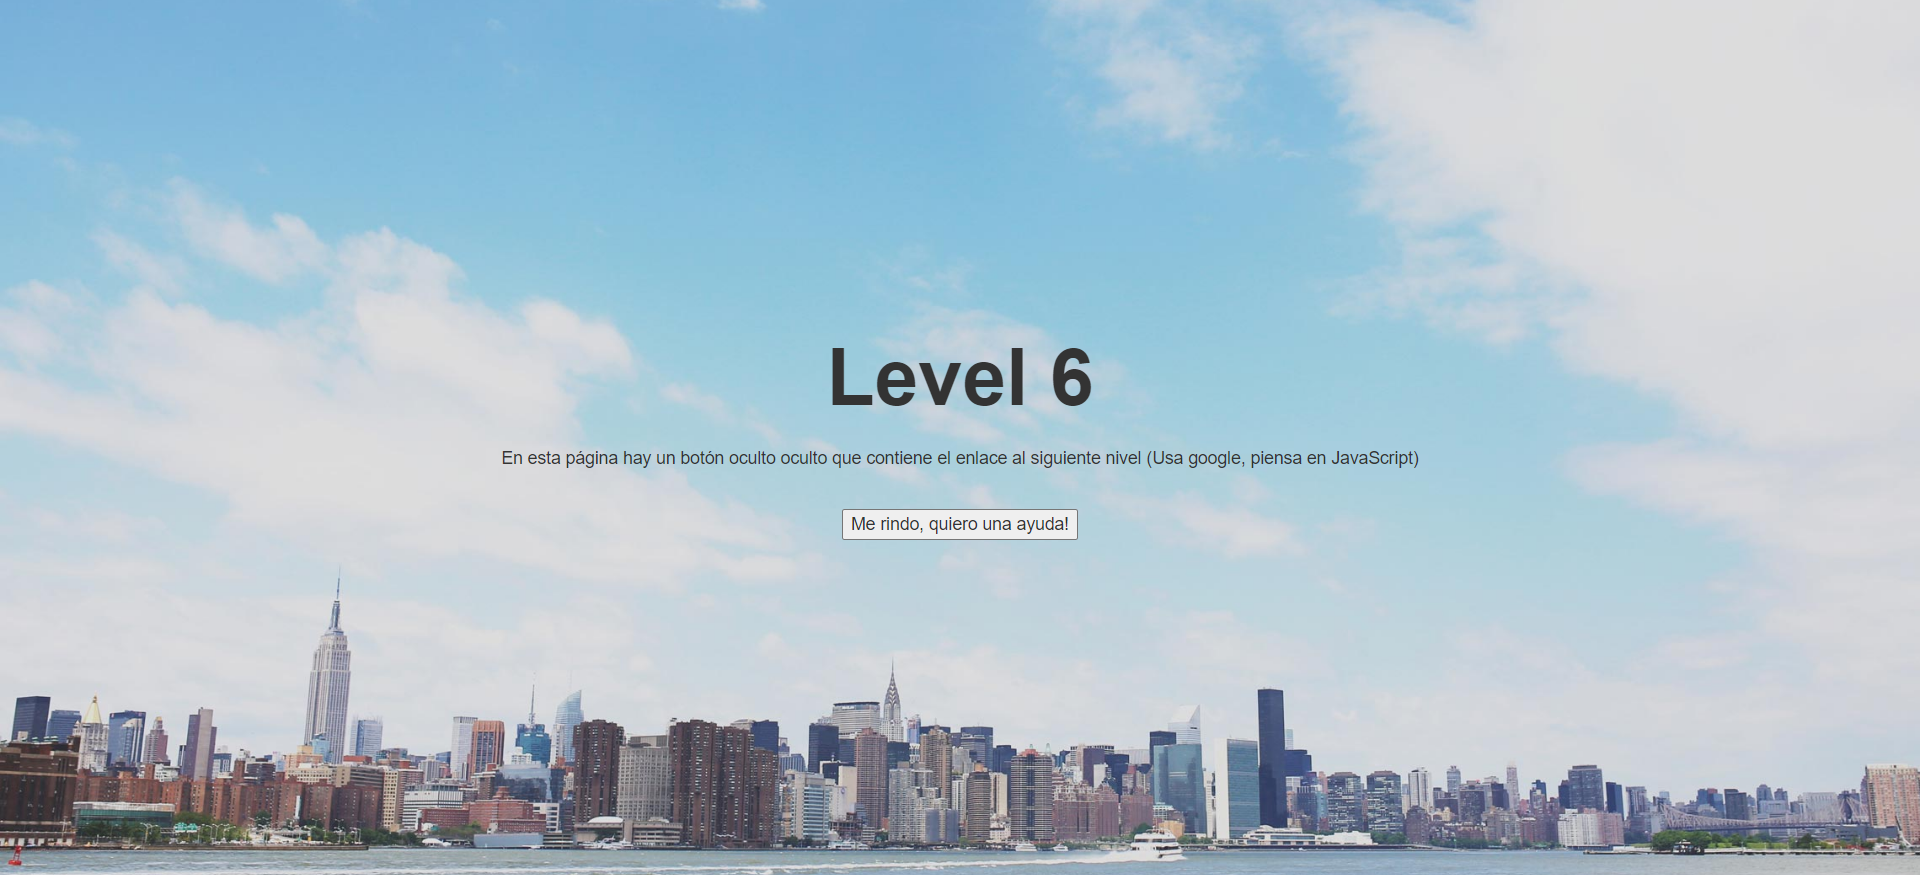 Level 6
En esta página hay un botón oculto oculto que contiene el enlace al siguiente nivel (Usa google, piensa en JavaScript)
Me rindo, quiero una ayuda!